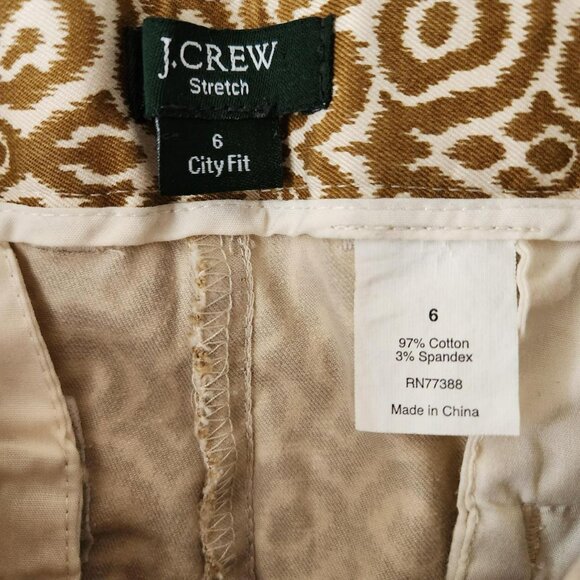 J.CREW
Stretch
6
City Fit
6
97% Cotton
3% Spandex
RN77388
Made in China